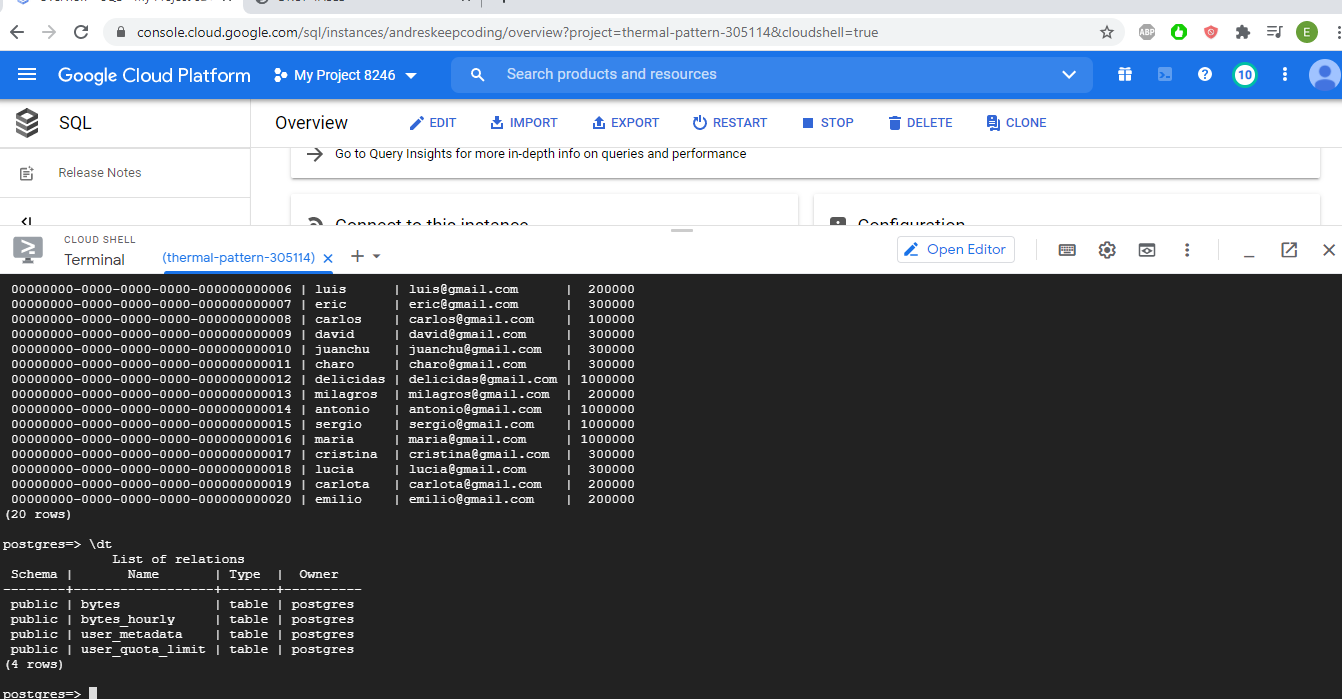 console.cloud.google.com/sql/instances/andreskeepcoding/overview?project=thermal-pattern-305114&cloudshell=true
ABP
E
Google Cloud Platform
My Project 8246
Search products and resources
10
SQL
Overview
EDIT
IMPORT
EXPORT
RESTART
STOP
DELETE
CLONE
Release Notes
Go to Query Insights for more in-depth info on queries and performance
Connect to this instance
Configuration
CLOUD SHELL
Terminal
(thermal-pattern-305114)
Open Editor
00000000-0000-0000-0000-000000000006 | luis      | luis@gmail.com      |  200000
00000000-0000-0000-0000-000000000007 | eric      | eric@gmail.com      |  300000
00000000-0000-0000-0000-000000000008 | carlos    | carlos@gmail.com    |  100000
00000000-0000-0000-0000-000000000009 | david     | david@gmail.com     |  300000
00000000-0000-0000-0000-000000000010 | juanchu   | juanchu@gmail.com   |  300000
00000000-0000-0000-0000-000000000011 | charo     | charo@gmail.com     |  300000
00000000-0000-0000-0000-000000000012 | delicidas | delicidas@gmail.com | 1000000
00000000-0000-0000-0000-000000000013 | milagros  | milagros@gmail.com  |  200000
00000000-0000-0000-0000-000000000014 | antonio   | antonio@gmail.com   | 1000000
00000000-0000-0000-0000-000000000015 | sergio    | sergio@gmail.com    | 1000000
00000000-0000-0000-0000-000000000016 | maria     | maria@gmail.com     | 1000000
00000000-0000-0000-0000-000000000017 | cristina  | cristina@gmail.com  |  300000
00000000-0000-0000-0000-000000000018 | lucia     | lucia@gmail.com     |  300000
00000000-0000-0000-0000-000000000019 | carlota   | carlota@gmail.com   |  200000
00000000-0000-0000-0000-000000000020 | emilio    | emilio@gmail.com    |  200000
(20 rows)
postgres=> \dt
List of relations
Schema |       Name       | Type  |  Owner
--------+------------------+-------+----------
public | bytes            | table | postgres
public | bytes_hourly     | table | postgres
public | user_metadata    | table | postgres
public | user_quota_limit | table | postgres
(4 rows)
postgres=>